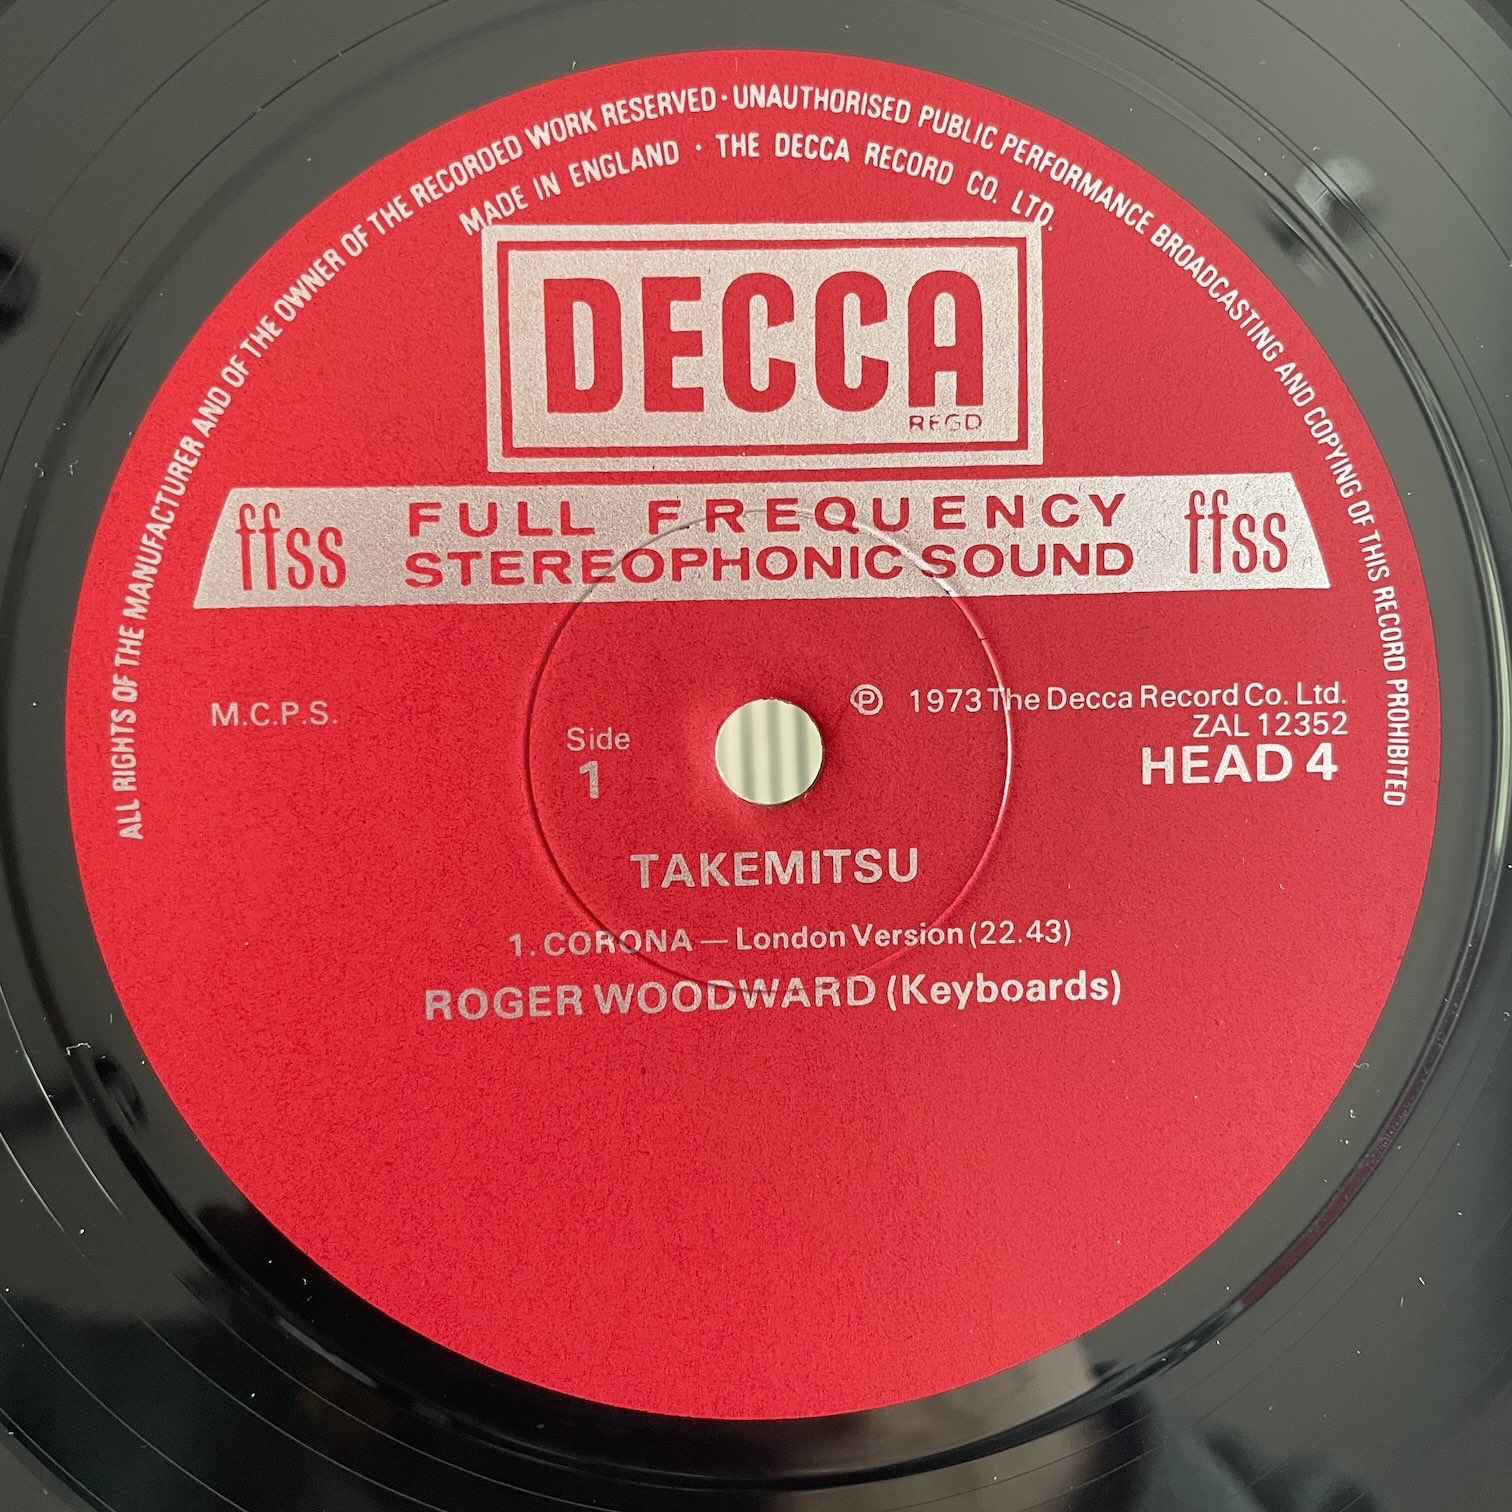 ALL RIGHTS OF THE MANUFACTURER AND OF THE OWNER OF THE RECORDED WORK RESERVED · UNAUTHORISED PUBLIC PERFORMANCE BROADCASTING AND COPYING OF THIS RECORD PROHIBITED
MADE IN ENGLAND · THE DECCA RECORD CO. LTD.
DECCA
REGD
ffss FULL FREQUENCY ffss
STEREOPHONIC SOUND
M.C.P.S.
Side
1
℗ 1973 The Decca Record Co. Ltd.
ZAL 12352
HEAD 4
TAKEMITSU
1. CORONA — London Version (22.43)
ROGER WOODWARD (Keyboards)